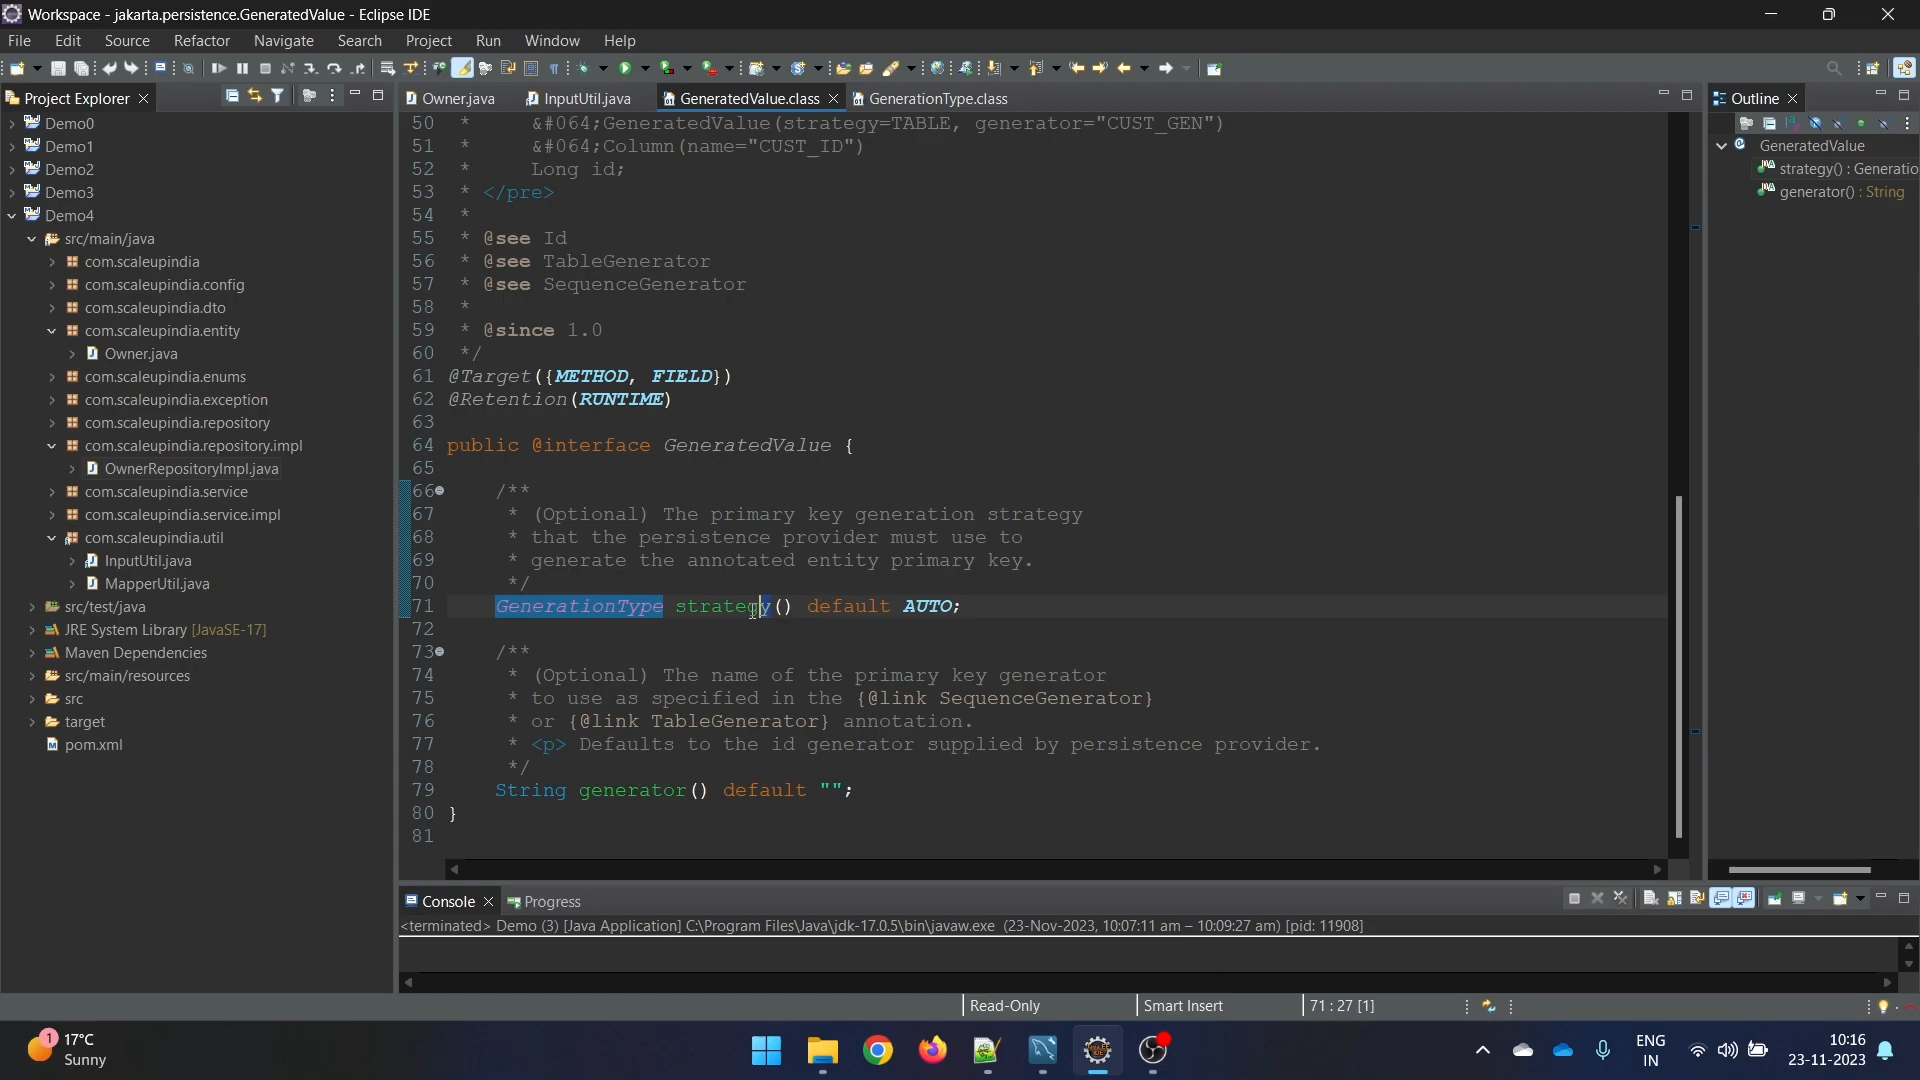 Workspace - jakarta.persistence.GeneratedValue - Eclipse IDE
File Edit Source Refactor Navigate Search Project Run Window Help
Project Explorer
Owner.java InputUtil.java GeneratedValue.class GenerationType.class
Outline
Demo0
Demo1
Demo2
Demo3
Demo4
src/main/java
com.scaleupindia
com.scaleupindia.config
com.scaleupindia.dto
com.scaleupindia.entity
Owner.java
com.scaleupindia.enums
com.scaleupindia.exception
com.scaleupindia.repository
com.scaleupindia.repository.impl
OwnerRepositoryImpl.java
com.scaleupindia.service
com.scaleupindia.service.impl
com.scaleupindia.util
InputUtil.java
MapperUtil.java
src/test/java
JRE System Library [JavaSE-17]
Maven Dependencies
src/main/resources
src
target
pom.xml
50 * &#064;GeneratedValue(strategy=TABLE, generator="CUST_GEN")
51 * &#064;Column(name="CUST_ID")
52 * Long id;
53 * </pre>
54 *
55 * @see Id
56 * @see TableGenerator
57 * @see SequenceGenerator
58 *
59 * @since 1.0
60 */
61 @Target({METHOD, FIELD})
62 @Retention(RUNTIME)
63
64 public @interface GeneratedValue {
65
66 /**
67 * (Optional) The primary key generation strategy
68 * that the persistence provider must use to
69 * generate the annotated entity primary key.
70 */
71 GenerationType strategy() default AUTO;
72
73 /**
74 * (Optional) The name of the primary key generator
75 * to use as specified in the {@link SequenceGenerator}
76 * or {@link TableGenerator} annotation.
77 * <p> Defaults to the id generator supplied by persistence provider.
78 */
79 String generator() default "";
80 }
81
GeneratedValue
strategy() : Generatio
generator() : String
Console Progress
<terminated> Demo (3) [Java Application] C:\Program Files\Java\jdk-17.0.5\bin\javaw.exe (23-Nov-2023, 10:07:11 am – 10:09:27 am) [pid: 11908]
Read-Only Smart Insert 71 : 27 [1]
1
17°C
Sunny
ENG
IN
10:16
23-11-2023